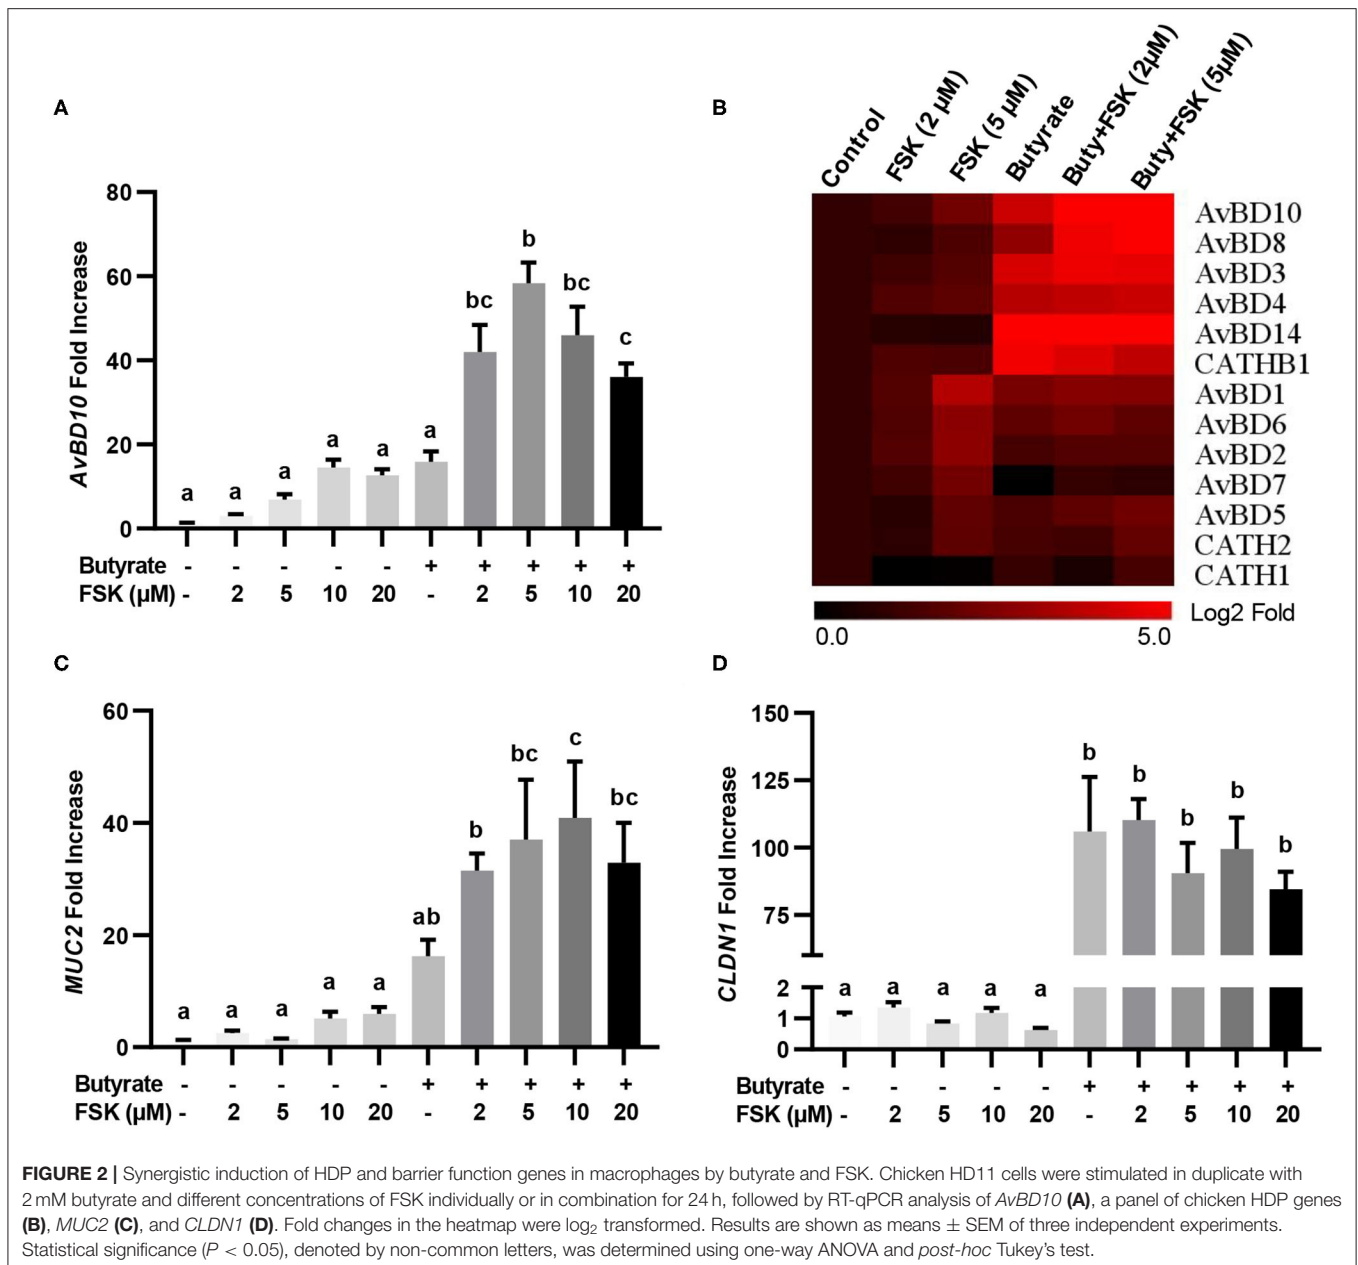 A
AvBD10 Fold Increase
80
60
40
20
0
a a a a a a bc b bc c
Butyrate - - - - - + + + + +
FSK (µM) - 2 5 10 20 - 2 5 10 20
B
Control FSK (2 µM) FSK (5 µM) Butyrate Buty+FSK (2µM) Buty+FSK (5µM)
AvBD10
AvBD8
AvBD3
AvBD4
AvBD14
CATHB1
AvBD1
AvBD6
AvBD2
AvBD7
AvBD5
CATH2
CATH1
Log2 Fold
0.0 5.0
C
MUC2 Fold Increase
60
40
20
0
a a a a a ab b bc c bc
Butyrate - - - - - + + + + +
FSK (µM) - 2 5 10 20 - 2 5 10 20
D
CLDN1 Fold Increase
150
125
100
75
2
1
0
a a a a a b b b b b
Butyrate - - - - - + + + + +
FSK (µM) - 2 5 10 20 - 2 5 10 20
FIGURE 2 | Synergistic induction of HDP and barrier function genes in macrophages by butyrate and FSK. Chicken HD11 cells were stimulated in duplicate with
2 mM butyrate and different concentrations of FSK individually or in combination for 24 h, followed by RT-qPCR analysis of AvBD10 (A), a panel of chicken HDP genes
(B), MUC2 (C), and CLDN1 (D). Fold changes in the heatmap were log2 transformed. Results are shown as means ± SEM of three independent experiments.
Statistical significance (P < 0.05), denoted by non-common letters, was determined using one-way ANOVA and post-hoc Tukey's test.